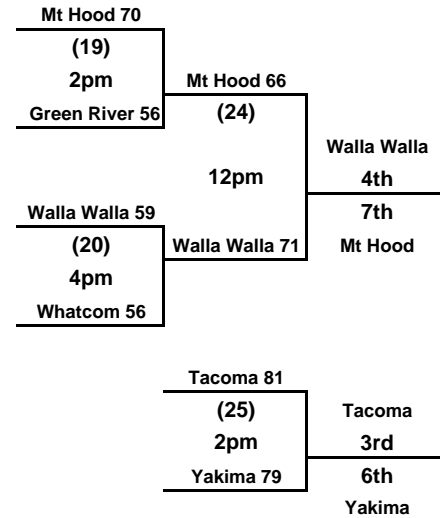 Mt Hood 70
(19)
2pm
Green River 56
Mt Hood 66
(24)
12pm
Walla Walla 71
Walla Walla 59
(20)
4pm
Whatcom 56
Walla Walla
4th
7th
Mt Hood
Tacoma 81
(25)
2pm
Yakima 79
Tacoma
3rd
6th
Yakima